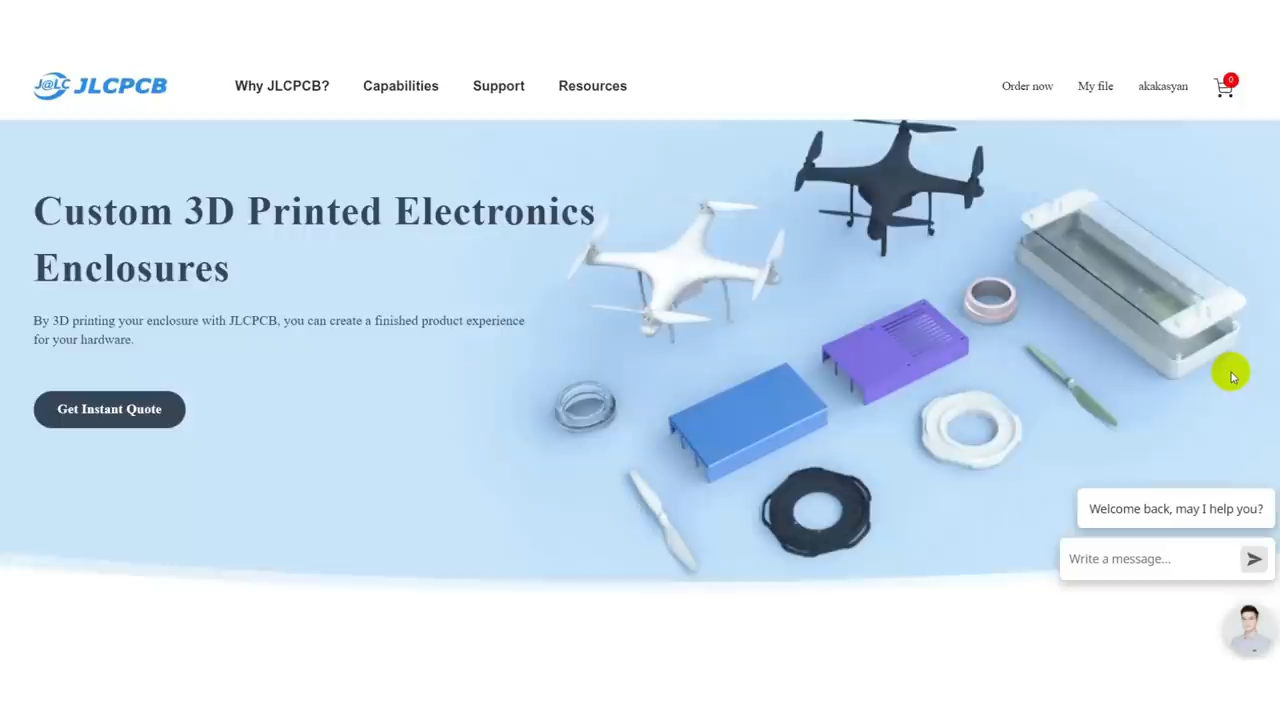 J@LC JLCPCB
Why JLCPCB?
Capabilities
Support
Resources
Order now
My file
akakasyan
0
Custom 3D Printed Electronics
Enclosures
By 3D printing your enclosure with JLCPCB, you can create a finished product experience
for your hardware.
Get Instant Quote
Welcome back, may I help you?
Write a message...